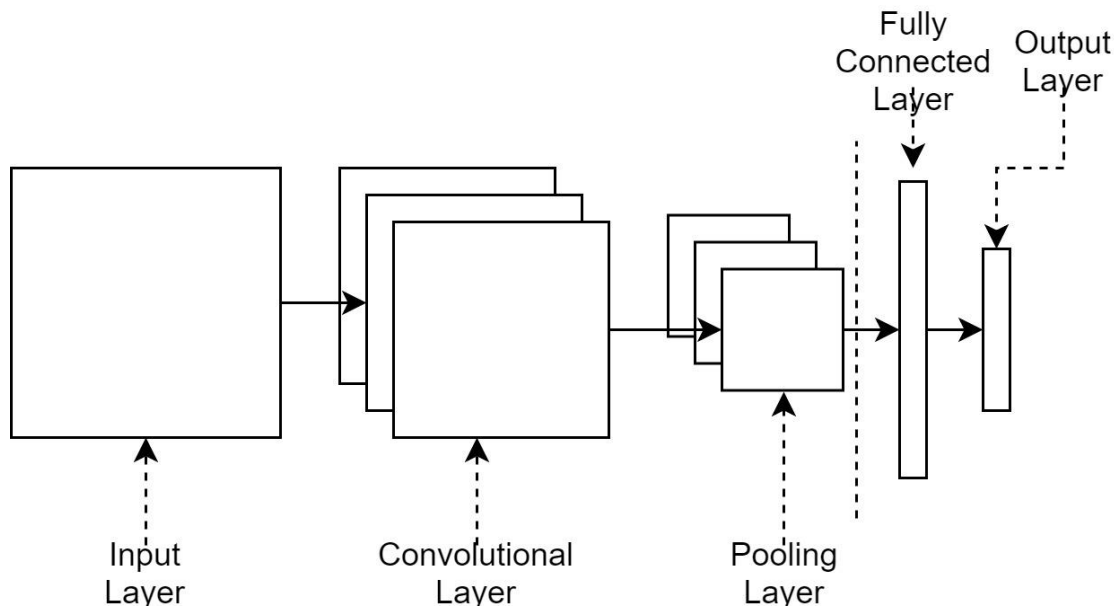 Fully
Connected
Layer
Output
Layer
Input
Layer
Convolutional
Layer
Pooling
Layer